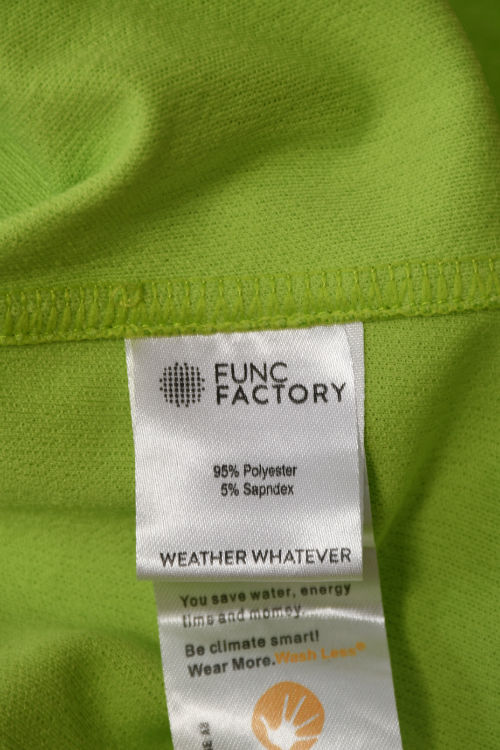 FUNC
FACTORY
95% Polyester
5% Sapndex
WEATHER WHATEVER
You save water, energy
time and momey
Be climate smart!
Wear More.Wash Less®